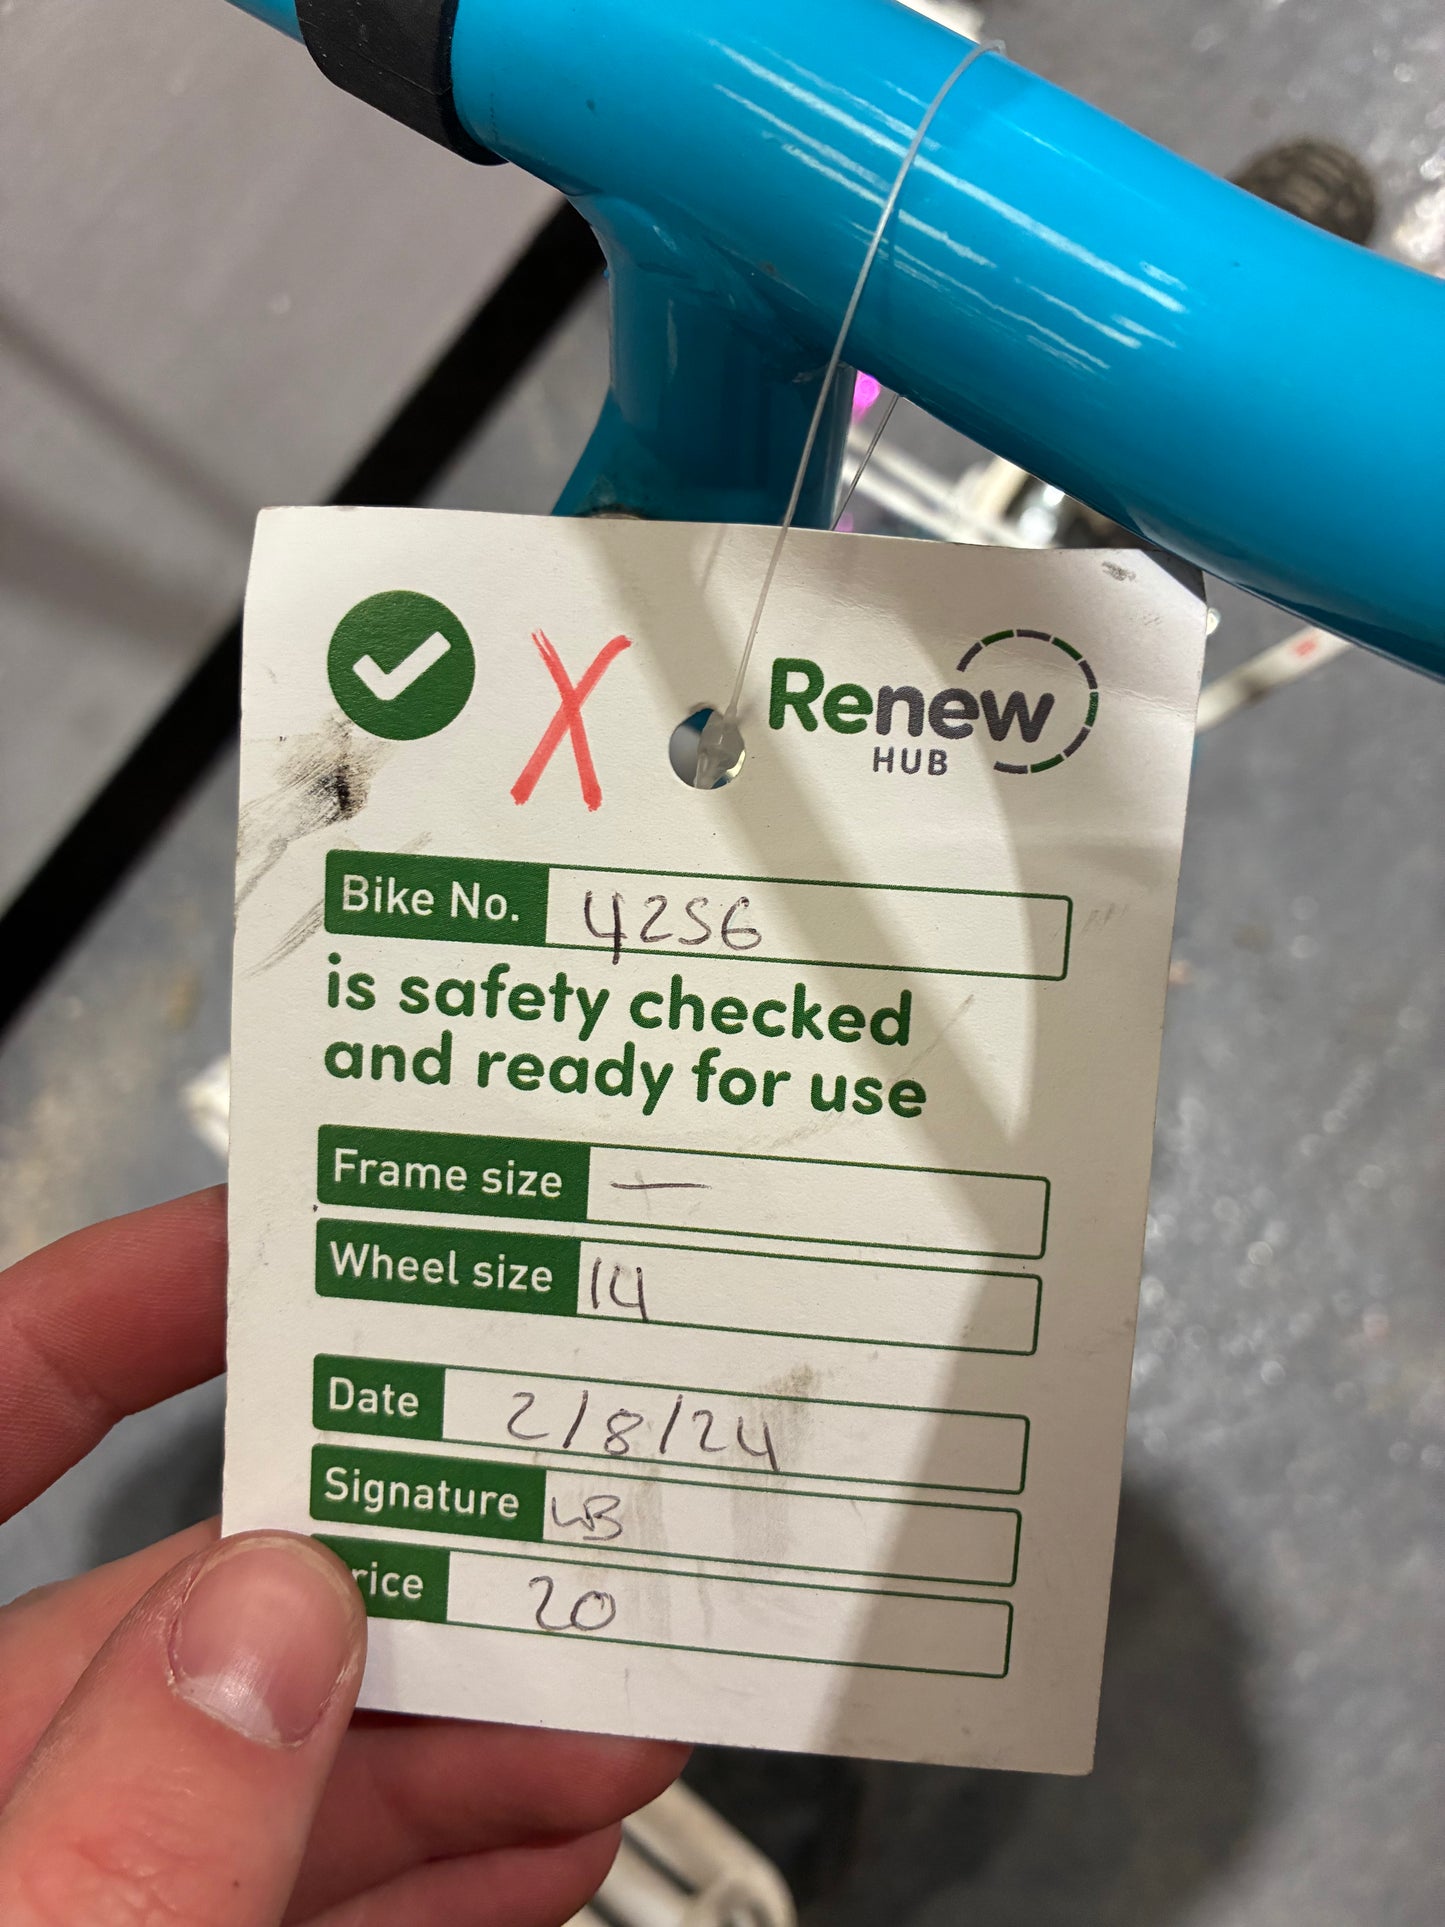 X
Renew
HUB
Bike No. 4256
is safety checked
and ready for use
Frame size —
Wheel size 14
Date 2/8/24
Signature
Price 20